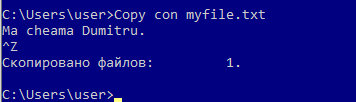 C:\Users\user>Copy con myfile.txt
Ma cheama Dumitru.
^Z
Скопировано файлов:         1.
C:\Users\user>